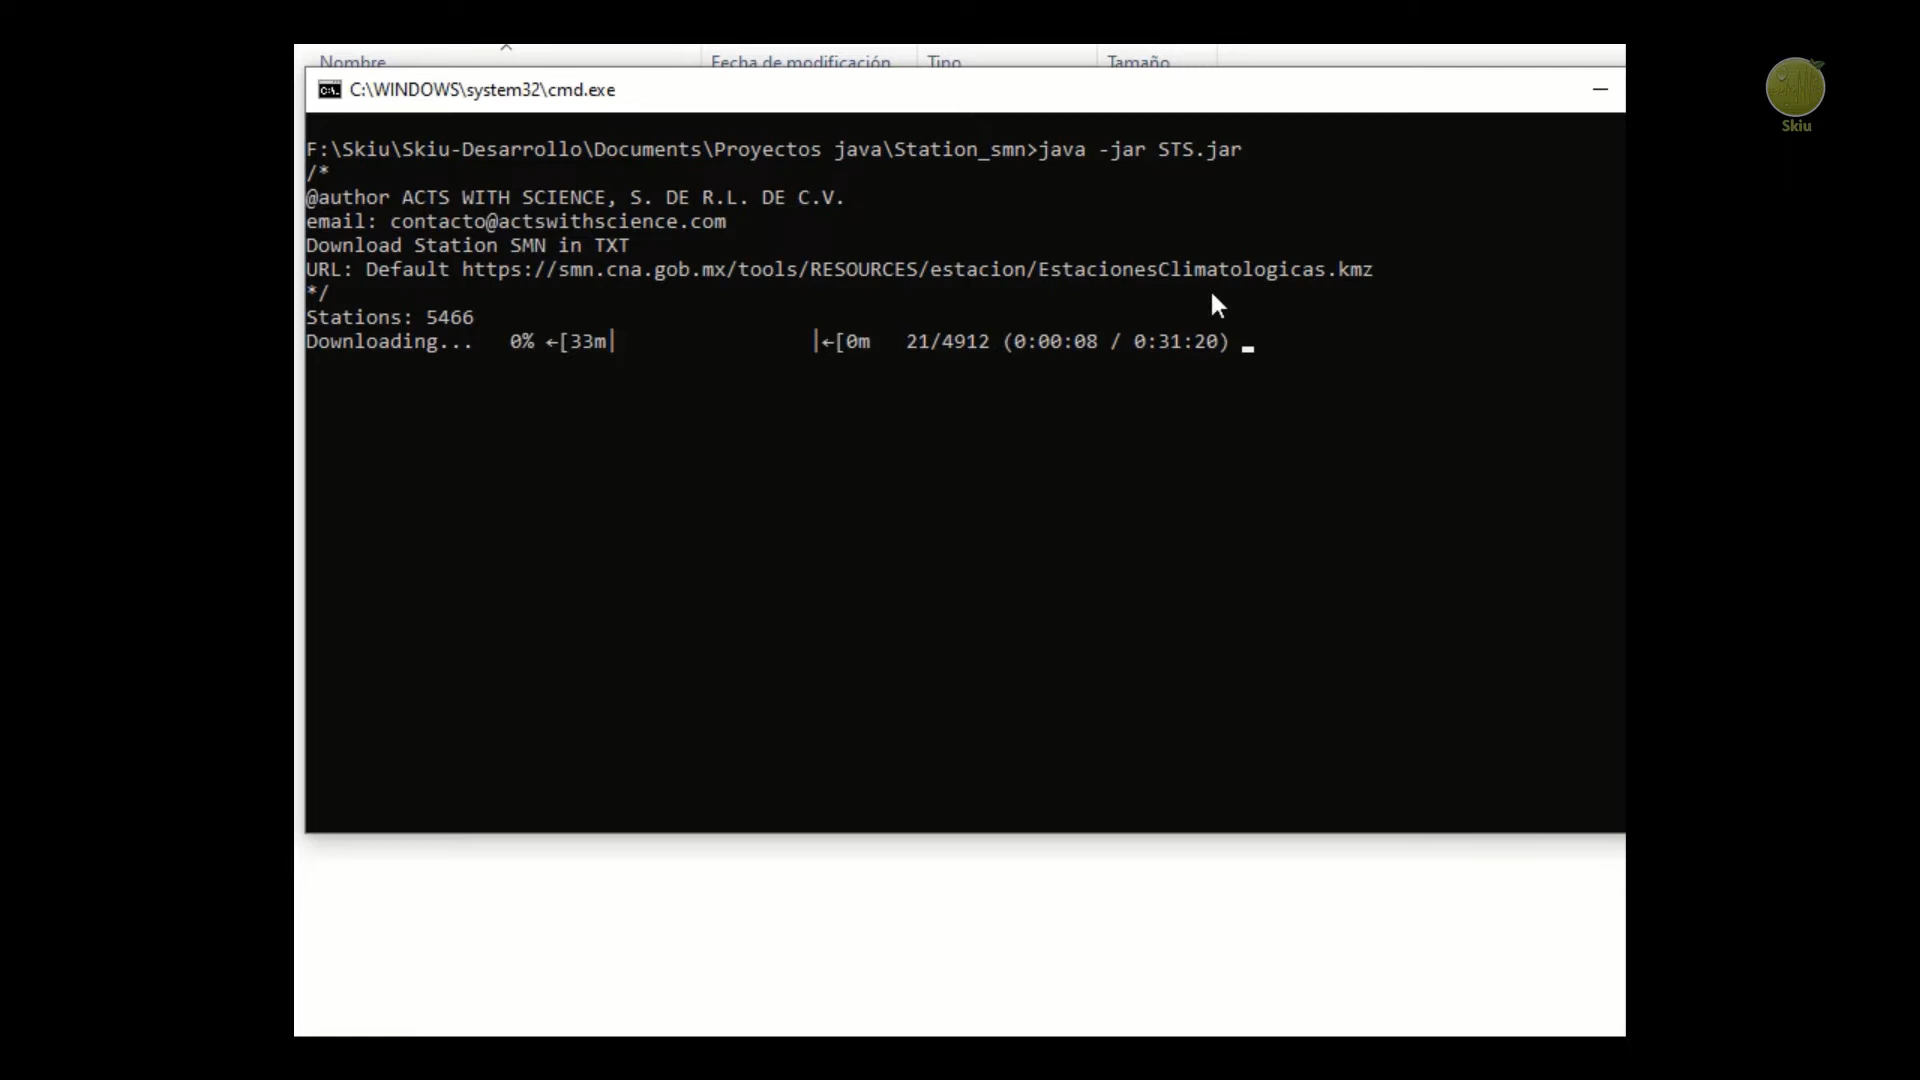 Nombre Fecha de modificación Tipo Tamaño
C:\WINDOWS\system32\cmd.exe
Skiu
F:\Skiu\Skiu-Desarrollo\Documents\Proyectos java\Station_smn>java -jar STS.jar
/*
@author ACTS WITH SCIENCE, S. DE R.L. DE C.V.
email: contacto@actswithscience.com
Download Station SMN in TXT
URL: Default https://smn.cna.gob.mx/tools/RESOURCES/estacion/EstacionesClimatologicas.kmz
*/
Stations: 5466
Downloading...   0% ←[33m|                 |←[0m   21/4912 (0:00:08 / 0:31:20)